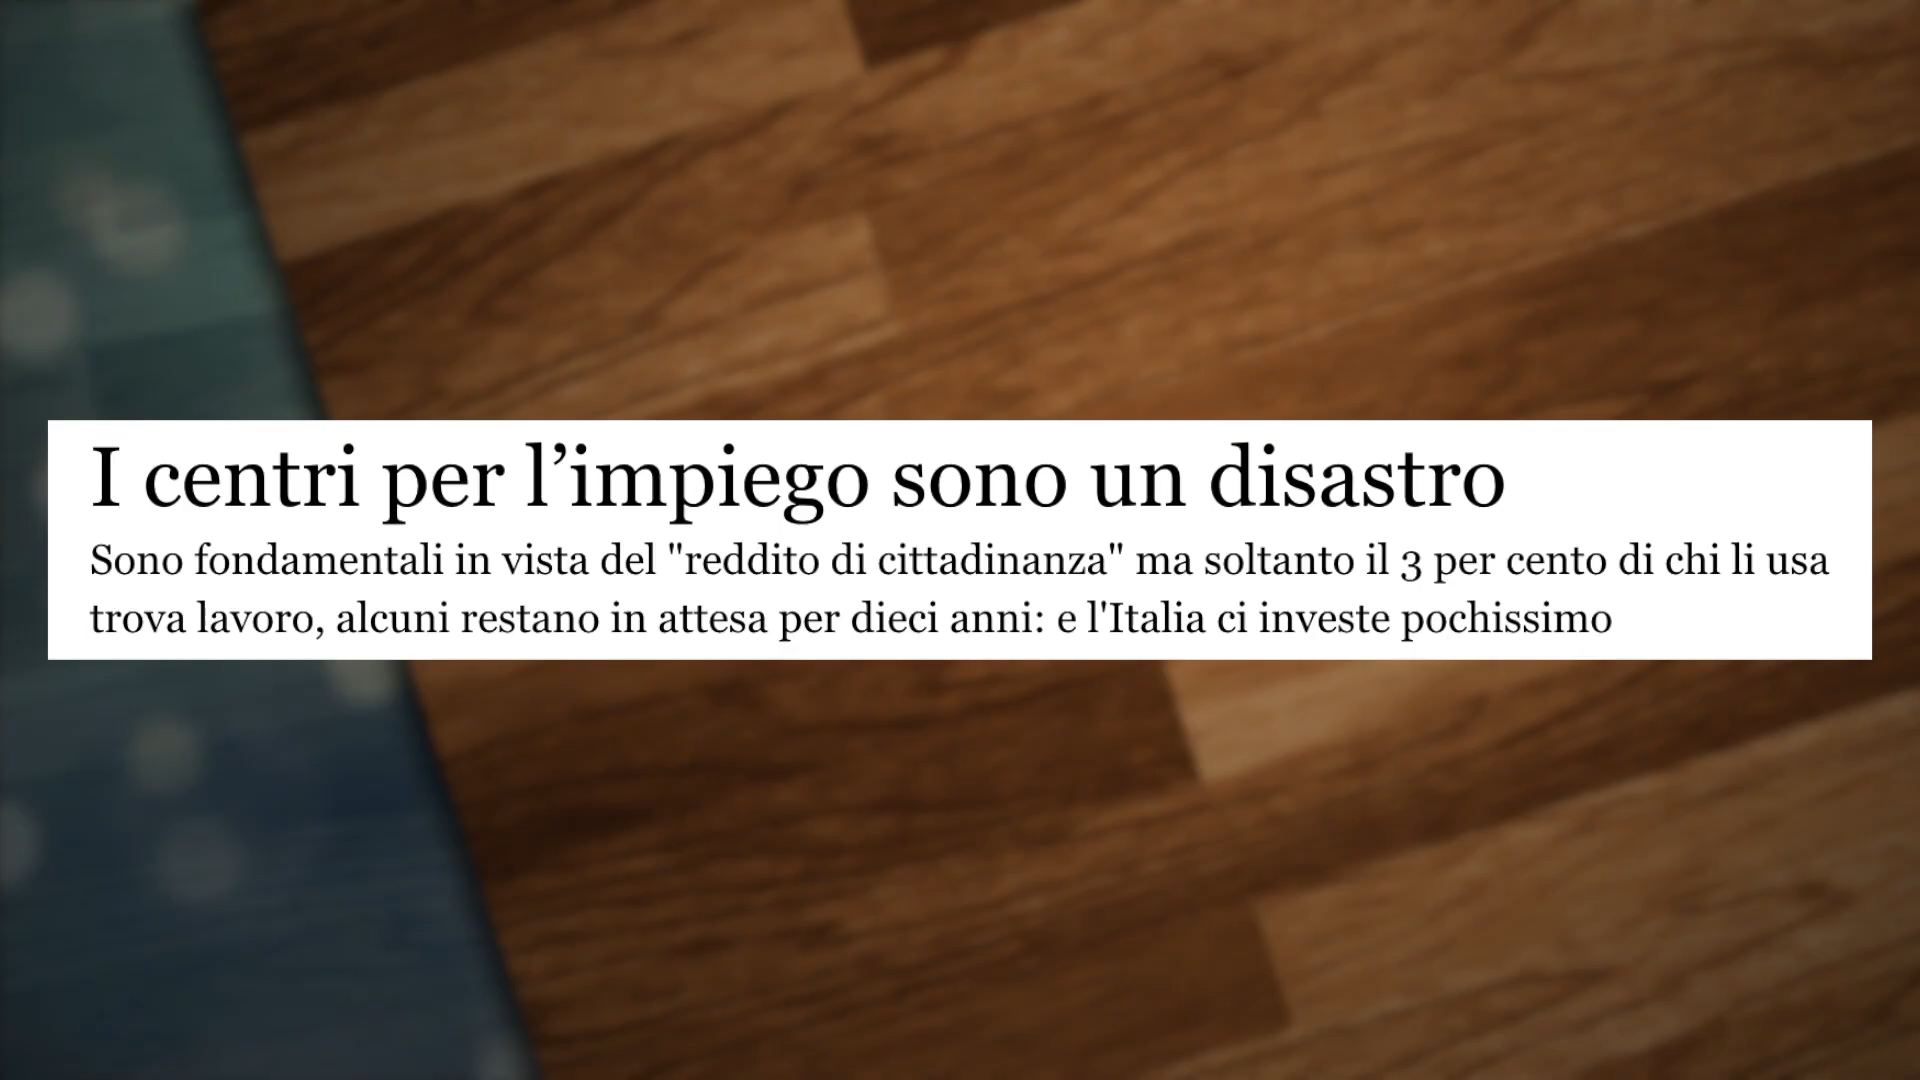 I centri per l’impiego sono un disastro
Sono fondamentali in vista del "reddito di cittadinanza" ma soltanto il 3 per cento di chi li usa
trova lavoro, alcuni restano in attesa per dieci anni: e l'Italia ci investe pochissimo